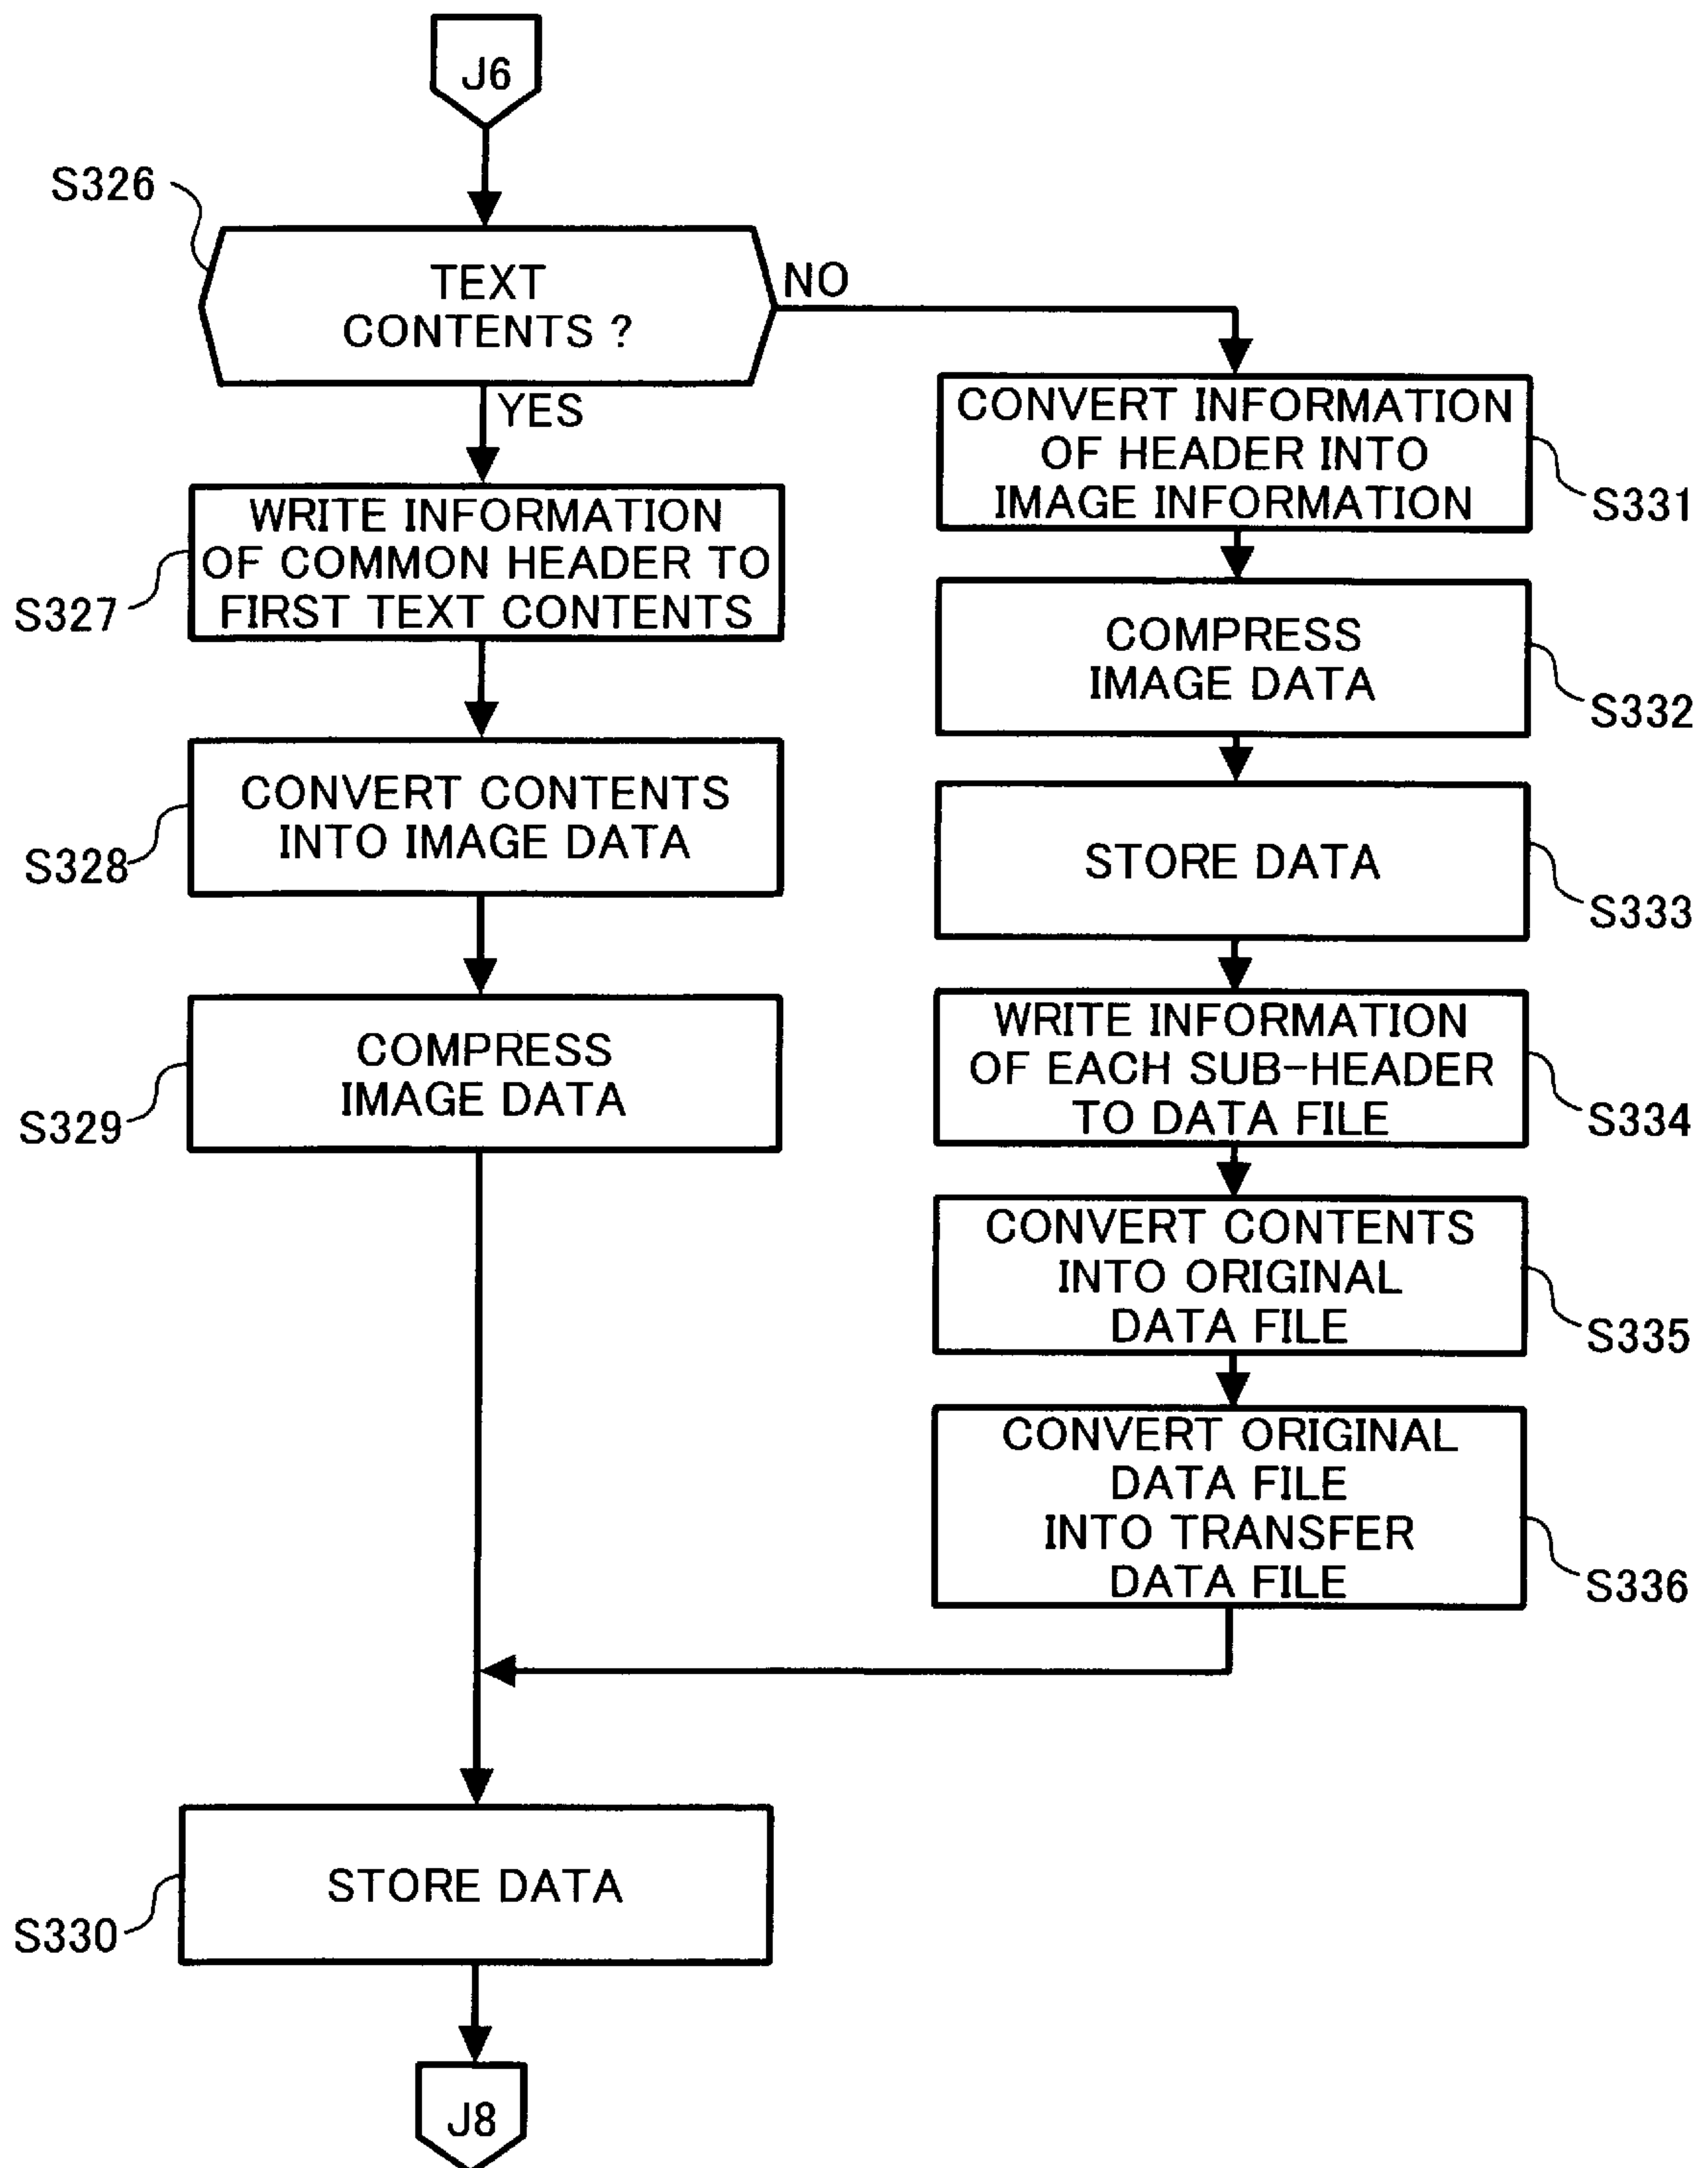 J6
S326
TEXT
CONTENTS ?
NO
YES
S327
WRITE INFORMATION
OF COMMON HEADER TO
FIRST TEXT CONTENTS
S328
CONVERT CONTENTS
INTO IMAGE DATA
S329
COMPRESS
IMAGE DATA
CONVERT INFORMATION
OF HEADER INTO
IMAGE INFORMATION
S331
COMPRESS
IMAGE DATA
S332
STORE DATA
S333
WRITE INFORMATION
OF EACH SUB-HEADER
TO DATA FILE
S334
CONVERT CONTENTS
INTO ORIGINAL
DATA FILE
S335
CONVERT ORIGINAL
DATA FILE
INTO TRANSFER
DATA FILE
S336
STORE DATA
S330
J8